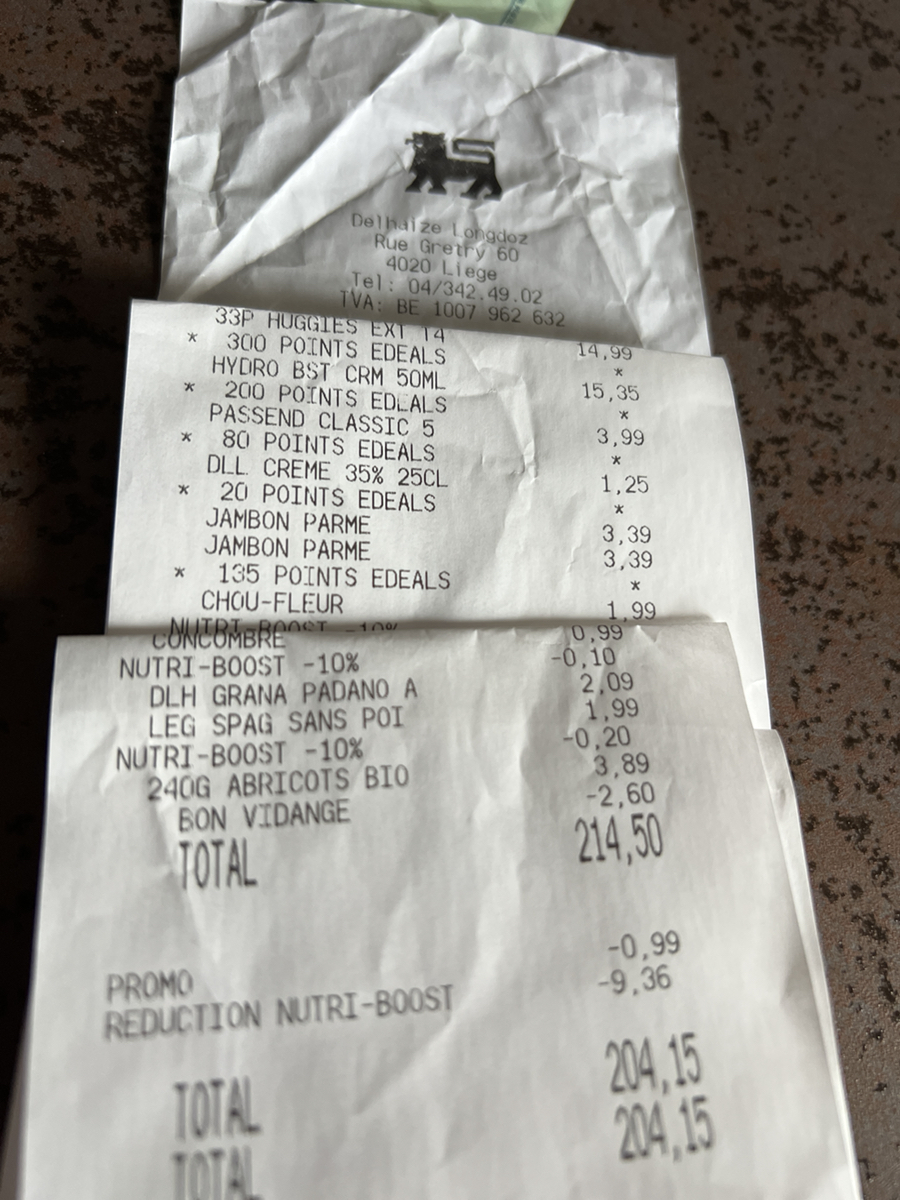 Delhaize Longdoz
Rue Gretry 60
4020 Liege
Tel: 04/342.49.02
TVA: BE 1007 962 632
33P HUGGIES EXT T4 14,99
* 300 POINTS EDEALS *
HYDRO BST CRM 50ML 15,35
* 200 POINTS EDEALS *
PASSEND CLASSIC 5 3,99
* 80 POINTS EDEALS *
DLL CREME 35% 25CL 1,25
* 20 POINTS EDEALS *
JAMBON PARME 3,39
JAMBON PARME 3,39
* 135 POINTS EDEALS *
CHOU-FLEUR 1,99
NUTRI-BOOST -10%
CONCOMBRE 0,99
NUTRI-BOOST -10% -0,10
DLH GRANA PADANO A 2,09
LEG SPAG SANS POI 1,99
NUTRI-BOOST -10% -0,20
240G ABRICOTS BIO 3,89
BON VIDANGE -2,60
TOTAL 214,50
PROMO -0,99
REDUCTION NUTRI-BOOST -9,36
TOTAL 204,15
TOTAL 204,15